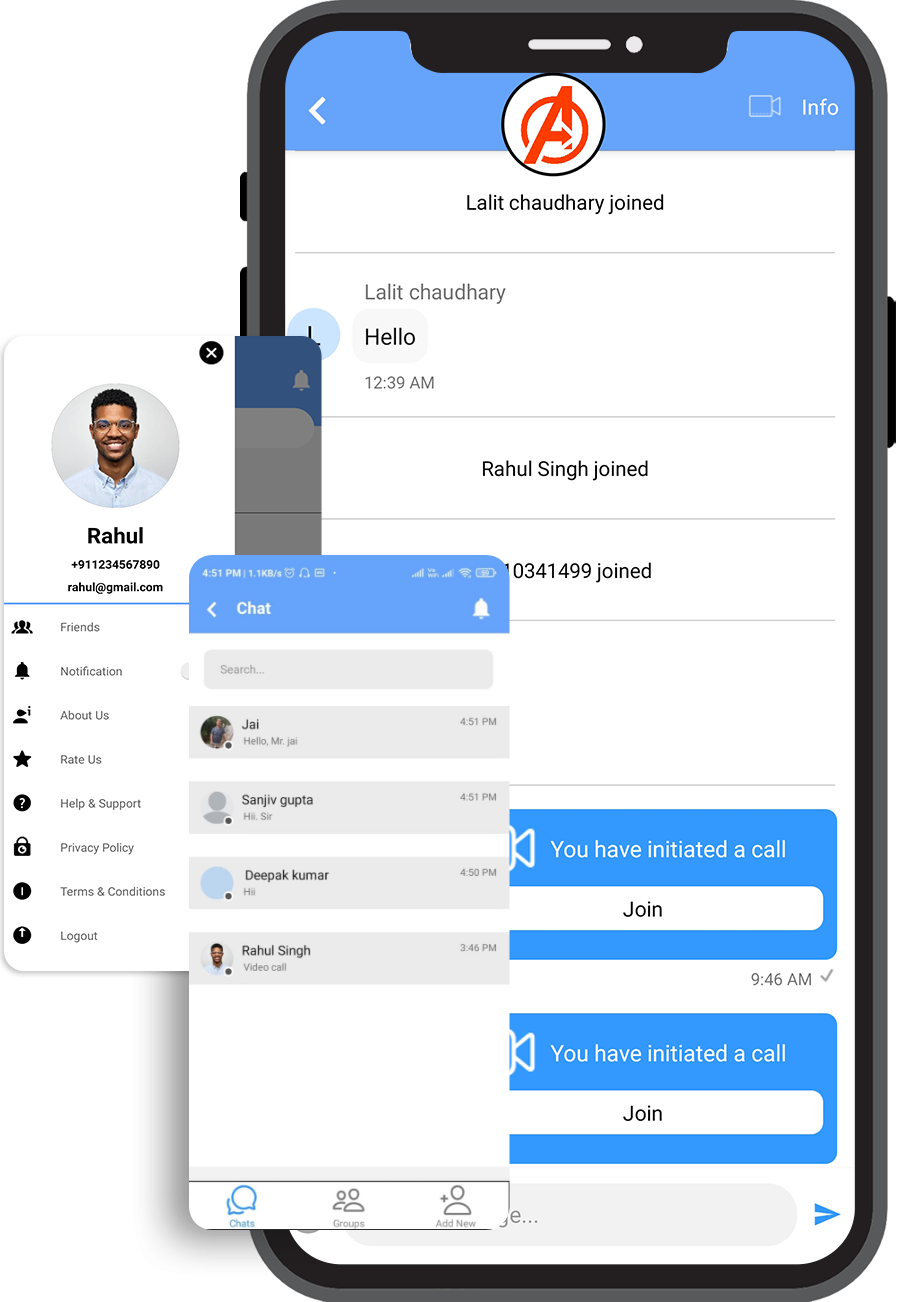 Info
Lalit chaudhary joined
Lalit chaudhary
L
Hello
12:39 AM
Rahul Singh joined
10341499 joined
You have initiated a call
Join
9:46 AM
You have initiated a call
Join
e...
Rahul
+911234567890
rahul@gmail.com
Friends
Notification
About Us
Rate Us
Help & Support
Privacy Policy
Terms & Conditions
Logout
4:51 PM | 1.1KB/s
Chat
Search...
Jai
4:51 PM
Hello, Mr. jai
Sanjiv gupta
4:51 PM
Hii. Sir
Deepak kumar
4:50 PM
Hii
Rahul Singh
3:46 PM
Video call
Chats
Groups
Add New